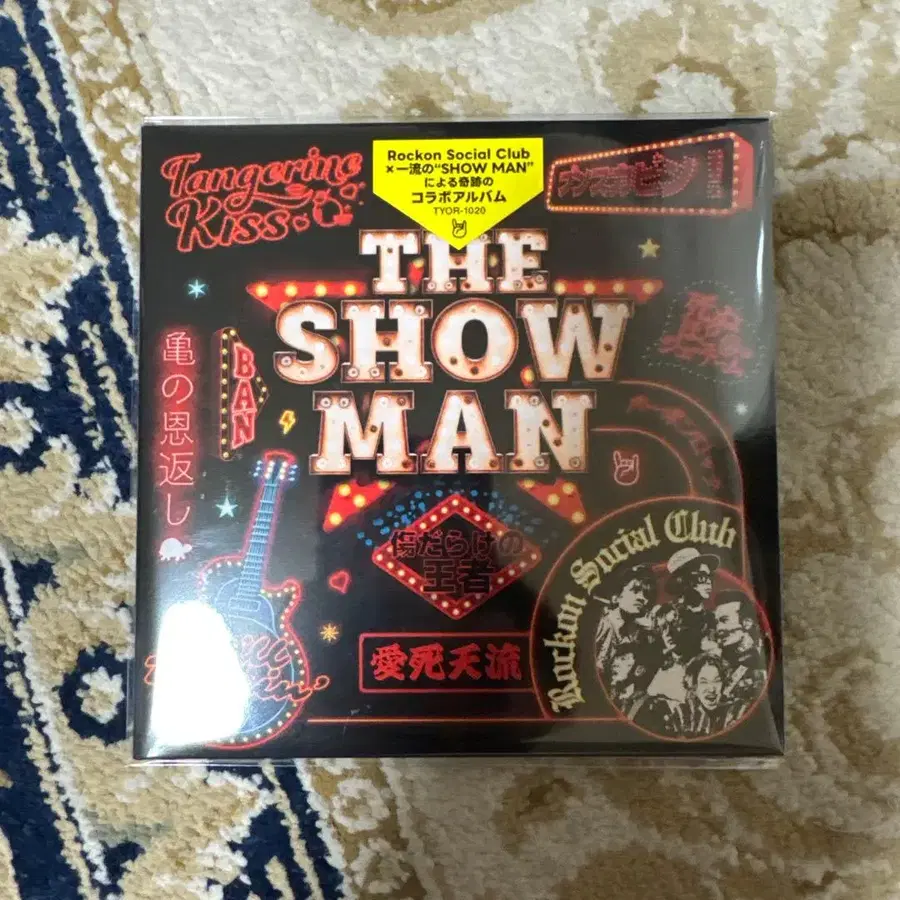 Tangerine
Kiss
Rockon Social Club
×一流の“SHOW MAN”
による奇跡の
コラボアルバム
TYOR-1020
THE
SHOW
MAN
亀の恩返し
BAN
傷だらけの
王者
愛死天流
Rockon Social Club